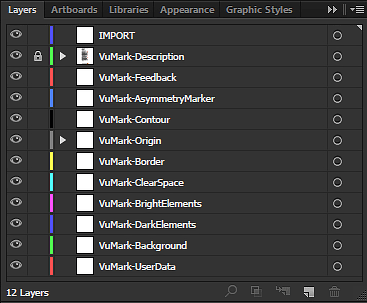 Layers Artboards Libraries Appearance Graphic Styles
IMPORT
VuMark-Description
VuMark-Feedback
VuMark-AsymmetryMarker
VuMark-Contour
VuMark-Origin
VuMark-Border
VuMark-ClearSpace
VuMark-BrightElements
VuMark-DarkElements
VuMark-Background
VuMark-UserData
12 Layers